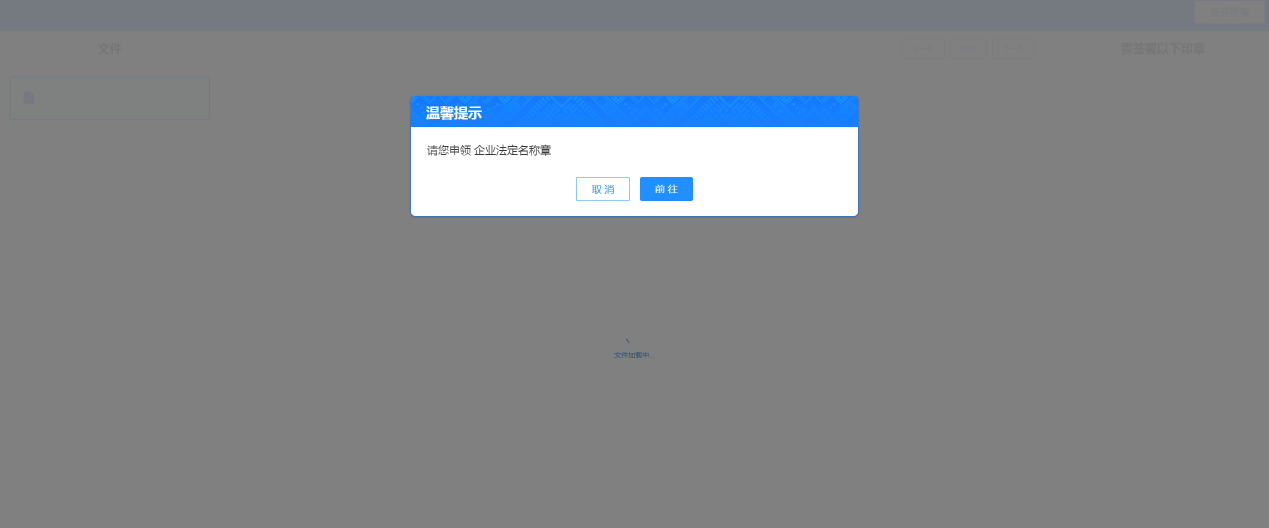 文件
需签署以下印章
温馨提示
请您申领 企业法定名称章
取消
前往
文件加载中...